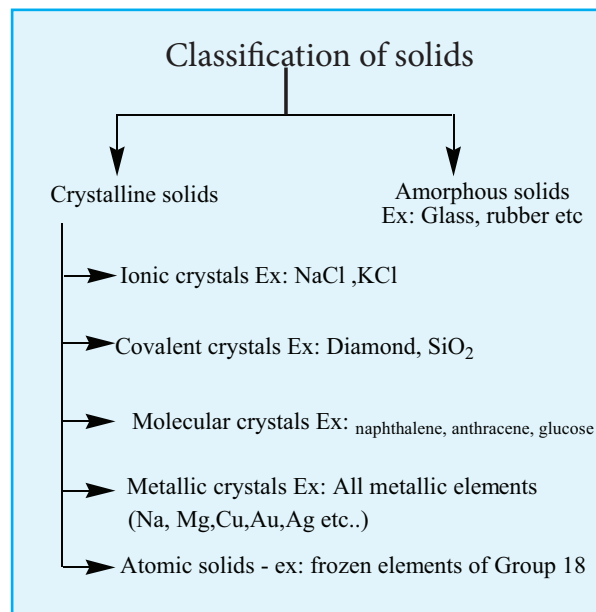 Classification of solids
Crystalline solids
Amorphous solids
Ex: Glass, rubber etc
Ionic crystals Ex: NaCl ,KCl
Covalent crystals Ex: Diamond, SiO₂
Molecular crystals Ex: naphthalene, anthracene, glucose
Metallic crystals Ex: All metallic elements
(Na, Mg,Cu,Au,Ag etc..)
Atomic solids - ex: frozen elements of Group 18